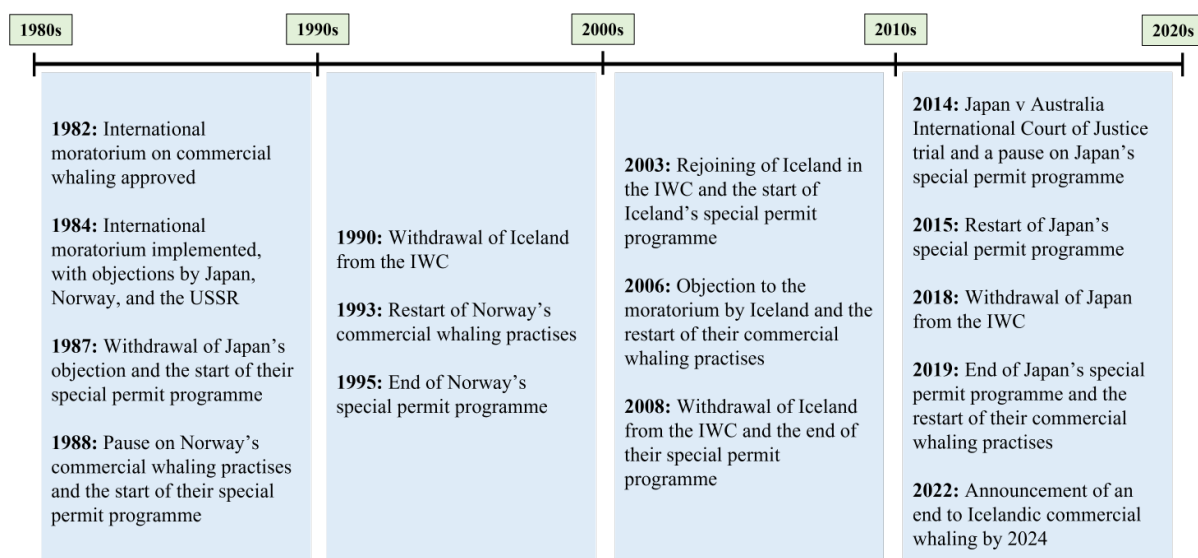 1980s
1990s
2000s
2010s
2020s
1982: International
moratorium on commercial
whaling approved
1984: International
moratorium implemented,
with objections by Japan,
Norway, and the USSR
1987: Withdrawal of Japan's
objection and the start of their
special permit programme
1988: Pause on Norway's
commercial whaling practises
and the start of their special
permit programme
1990: Withdrawal of Iceland
from the IWC
1993: Restart of Norway's
commercial whaling practises
1995: End of Norway's
special permit programme
2003: Rejoining of Iceland in
the IWC and the start of
Iceland's special permit
programme
2006: Objection to the
moratorium by Iceland and the
restart of their commercial
whaling practises
2008: Withdrawal of Iceland
from the IWC and the end of
their special permit
programme
2014: Japan v Australia
International Court of Justice
trial and a pause on Japan's
special permit programme
2015: Restart of Japan's
special permit programme
2018: Withdrawal of Japan
from the IWC
2019: End of Japan's special
permit programme and the
restart of their commercial
whaling practises
2022: Announcement of an
end to Icelandic commercial
whaling by 2024